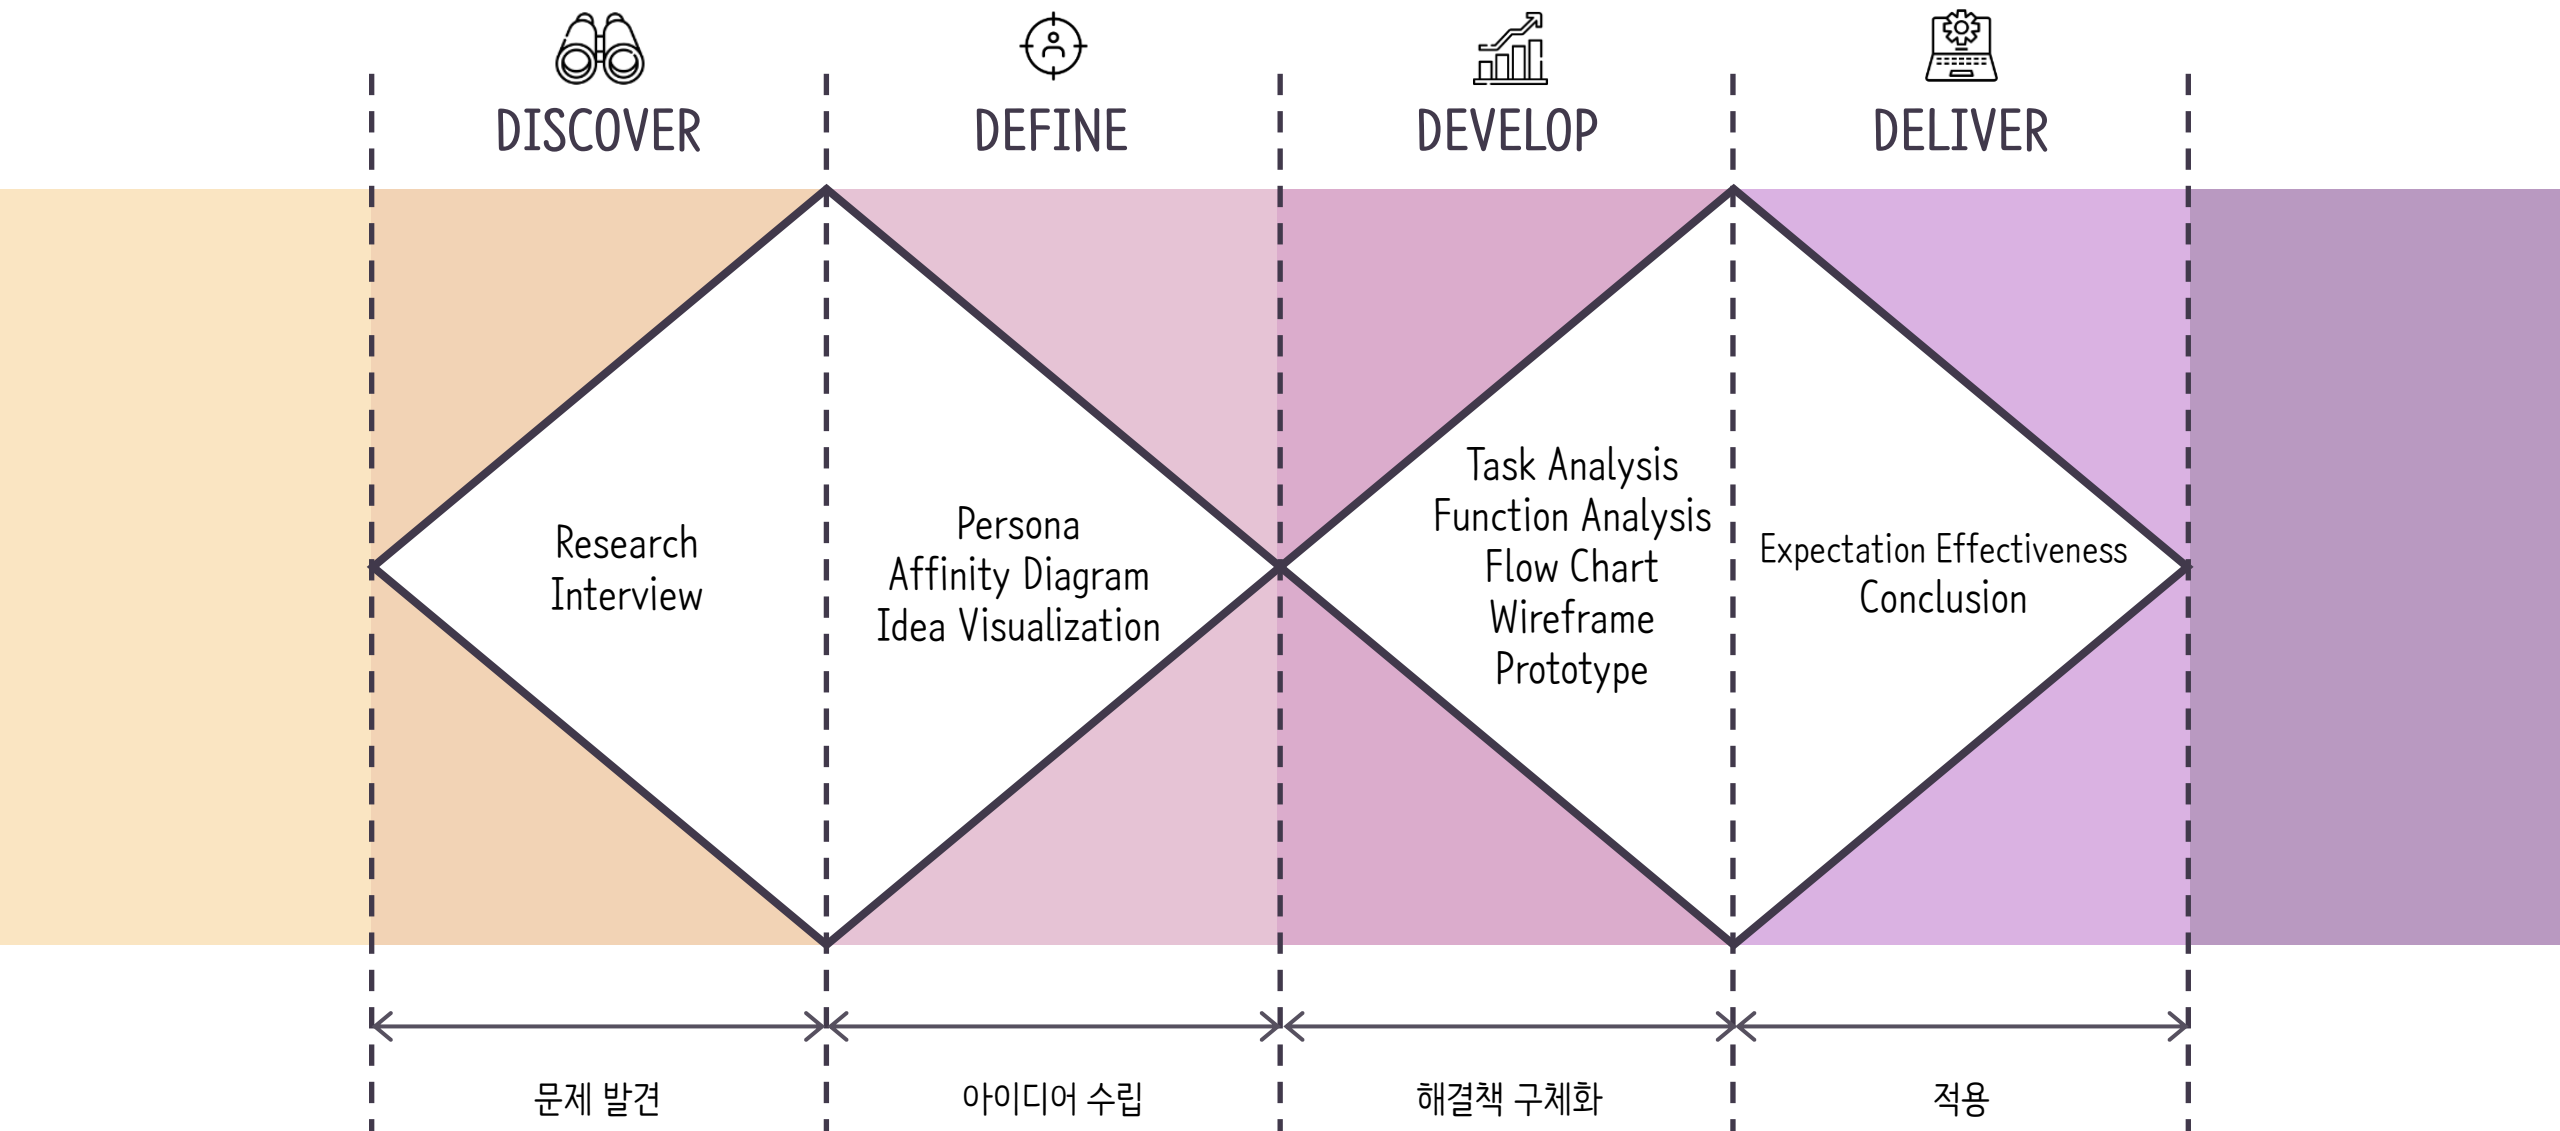 DISCOVER
DEFINE
DEVELOP
DELIVER
Research
Interview
Persona
Affinity Diagram
Idea Visualization
Task Analysis
Function Analysis
Flow Chart
Wireframe
Prototype
Expectation Effectiveness
Conclusion
문제 발견
아이디어 수립
해결책 구체화
적용